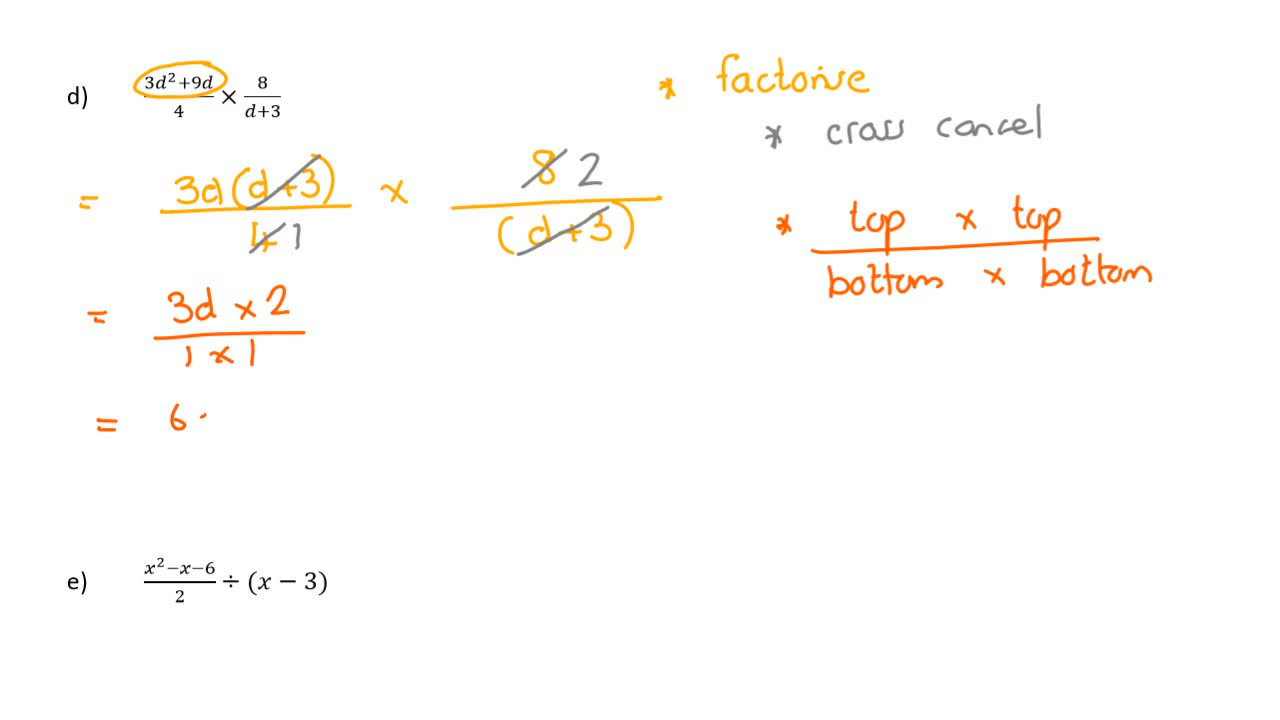 d) (3d²+9d)/4 × 8/(d+3)
* factorise
* cross cancel
= 3d(d+3)/4 1 × 8 2/(d+3)
* top × top / bottom × bottom
= 3d × 2 / 1 × 1
= 6
e) (x²−x−6)/2 ÷ (x − 3)